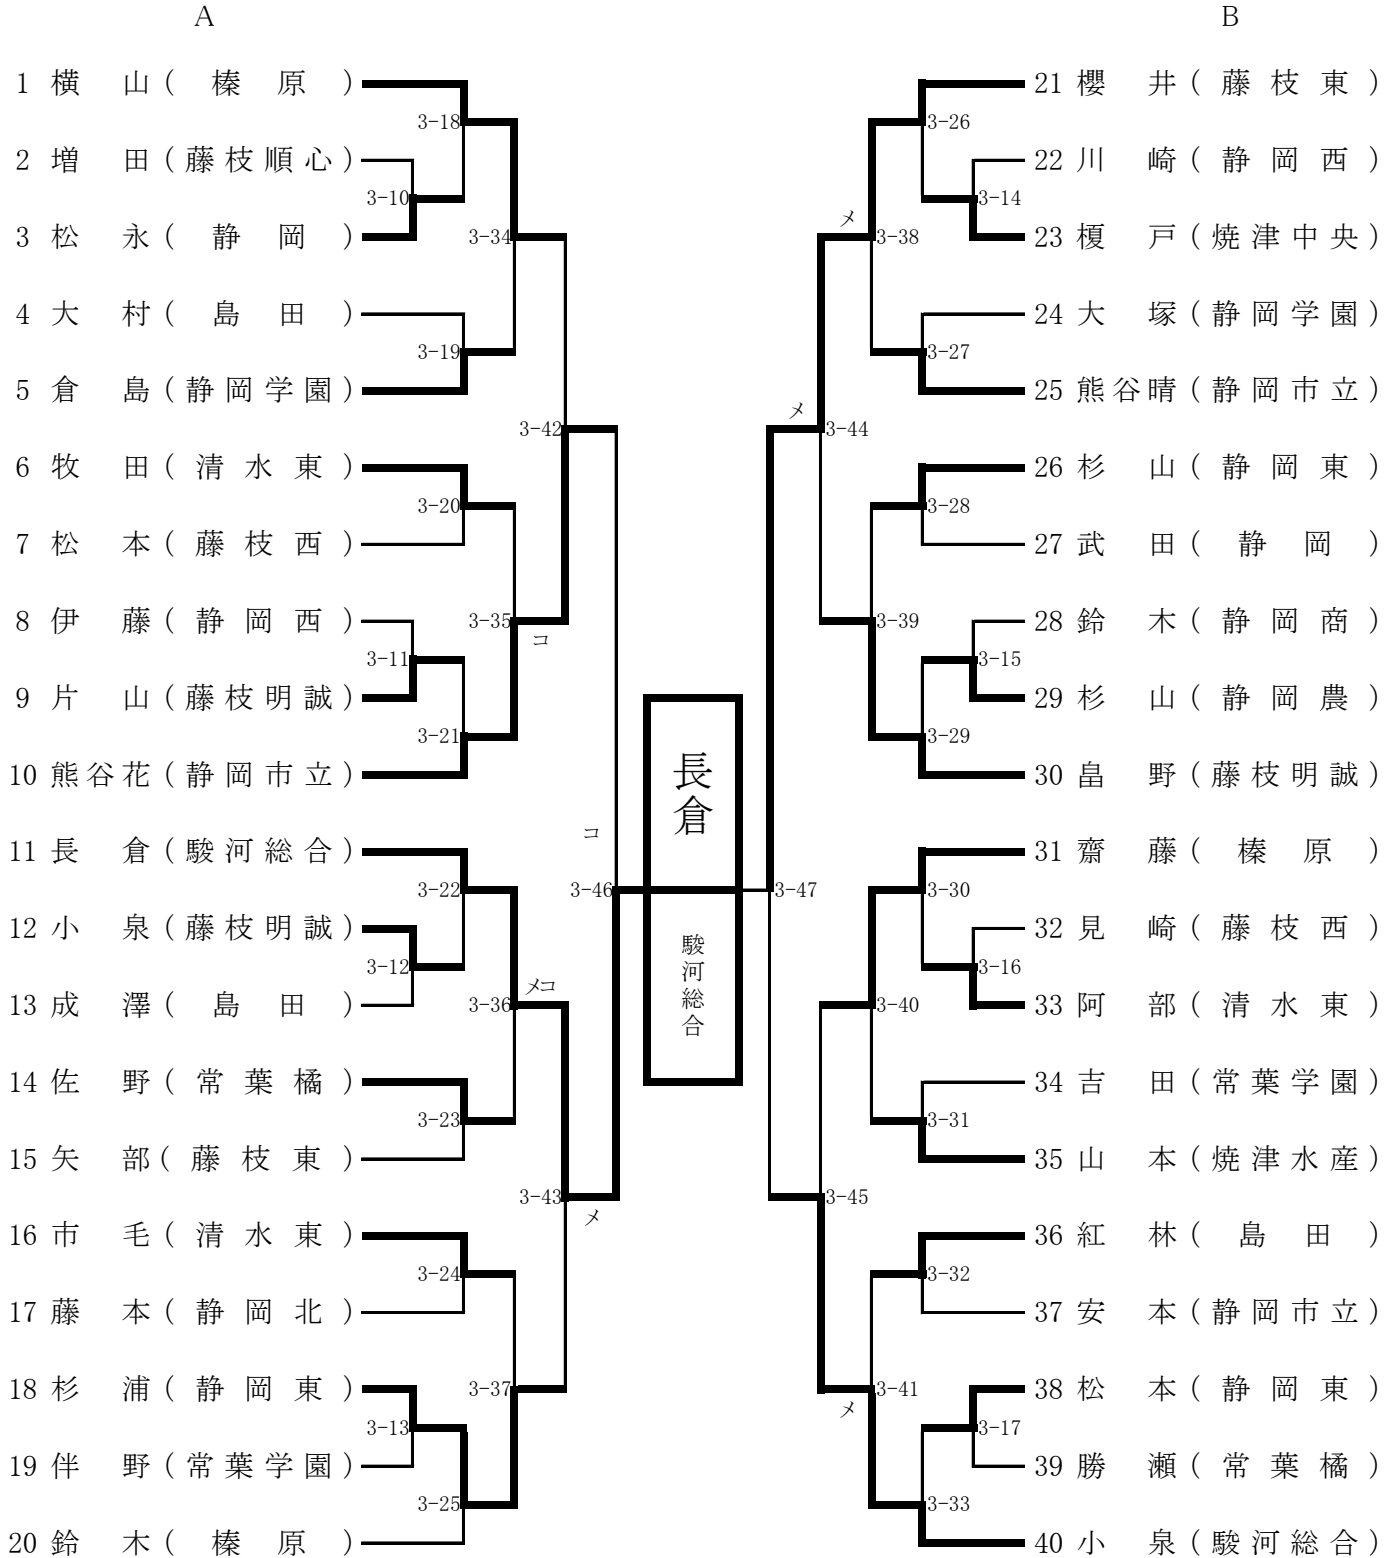 A
1 横山(榛原)
3-18
2 増田(藤枝順心)
3-10
3 松永(静岡)
3-34
4 大村(島田)
3-19
5 倉島(静岡学園)
3-42
6 牧田(清水東)
3-20
7 松本(藤枝西)
8 伊藤(静岡西)
3-35
コ
3-11
9 片山(藤枝明誠)
3-21
10 熊谷花(静岡市立)
コ
11 長倉(駿河総合)
3-22
3-46
12 小泉(藤枝明誠)
3-12
メコ
13 成澤(島田)
3-36
14 佐野(常葉橘)
3-23
15 矢部(藤枝東)
3-43
メ
16 市毛(清水東)
3-24
17 藤本(静岡北)
18 杉浦(静岡東)
3-37
3-13
19 伴野(常葉学園)
3-25
20 鈴木(榛原)
長倉
駿河総合
B
21 櫻井(藤枝東)
3-26
22 川崎(静岡西)
3-14
メ
23 榎戸(焼津中央)
3-38
24 大塚(静岡学園)
3-27
25 熊谷晴(静岡市立)
メ
3-44
26 杉山(静岡東)
3-28
27 武田(静岡)
28 鈴木(静岡商)
3-39
3-15
29 杉山(静岡農)
3-29
30 畠野(藤枝明誠)
31 齋藤(榛原)
3-47
3-30
32 見崎(藤枝西)
3-16
33 阿部(清水東)
3-40
34 吉田(常葉学園)
3-31
35 山本(焼津水産)
3-45
36 紅林(島田)
3-32
37 安本(静岡市立)
38 松本(静岡東)
3-41
メ
3-17
39 勝瀬(常葉橘)
3-33
40 小泉(駿河総合)